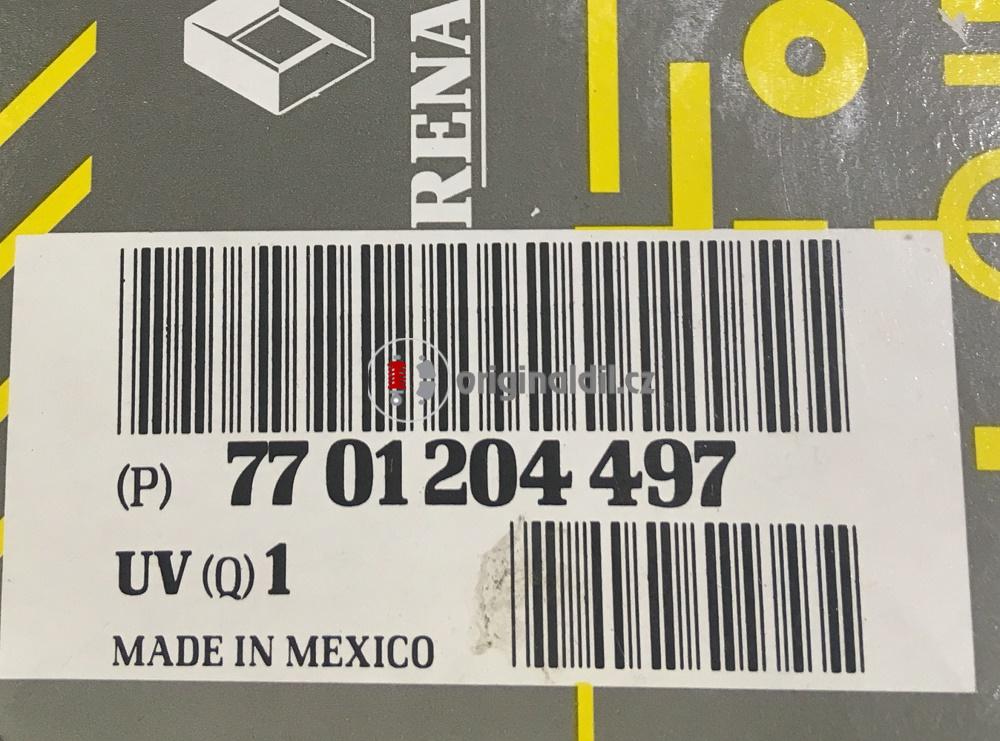 RENA
originaldil.cz
(P) 77 01 204 497
UV (Q) 1
MADE IN MEXICO